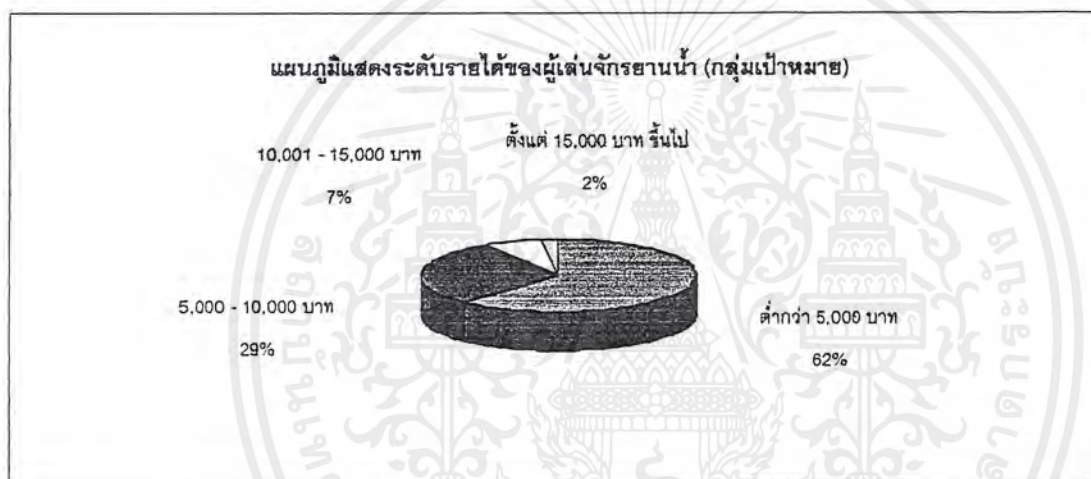 แผนภูมิแสดงระดับรายได้ของผู้เล่นจักรยานน้ำ (กลุ่มเป้าหมาย)
ตั้งแต่ 15,000 บาท ขึ้นไป
2%
10,001 - 15,000 บาท
7%
5,000 - 10,000 บาท
29%
ต่ำกว่า 5,000 บาท
62%